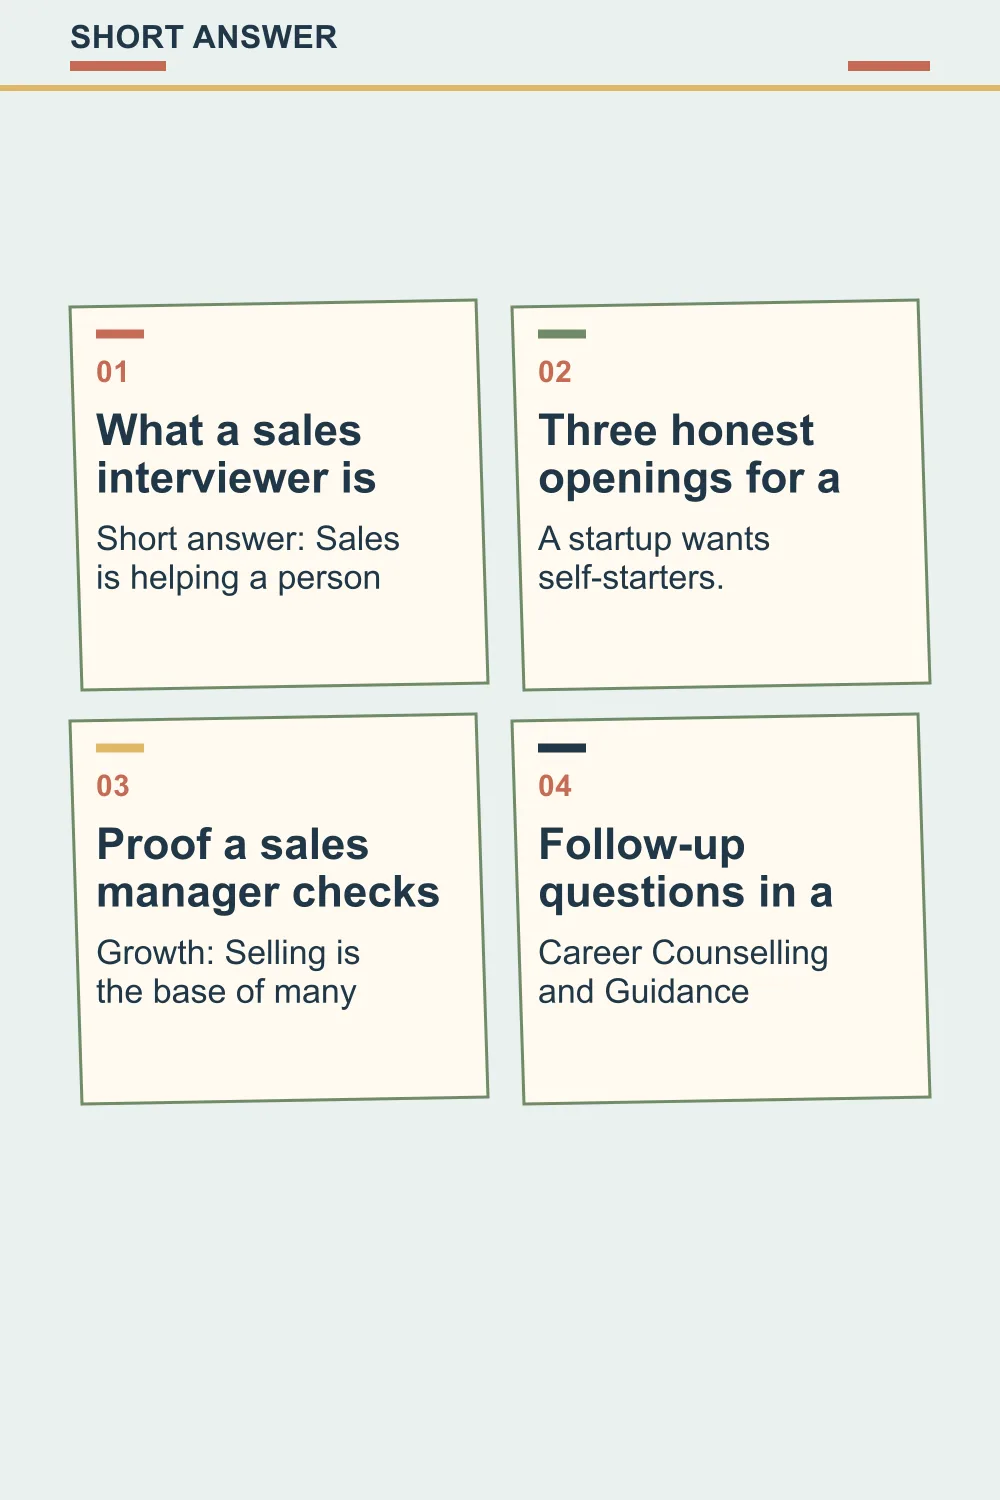 SHORT ANSWER
01
What a sales
interviewer is
Short answer: Sales
is helping a person
02
Three honest
openings for a
A startup wants
self-starters.
03
Proof a sales
manager checks
Growth: Selling is
the base of many
04
Follow-up
questions in a
Career Counselling
and Guidance